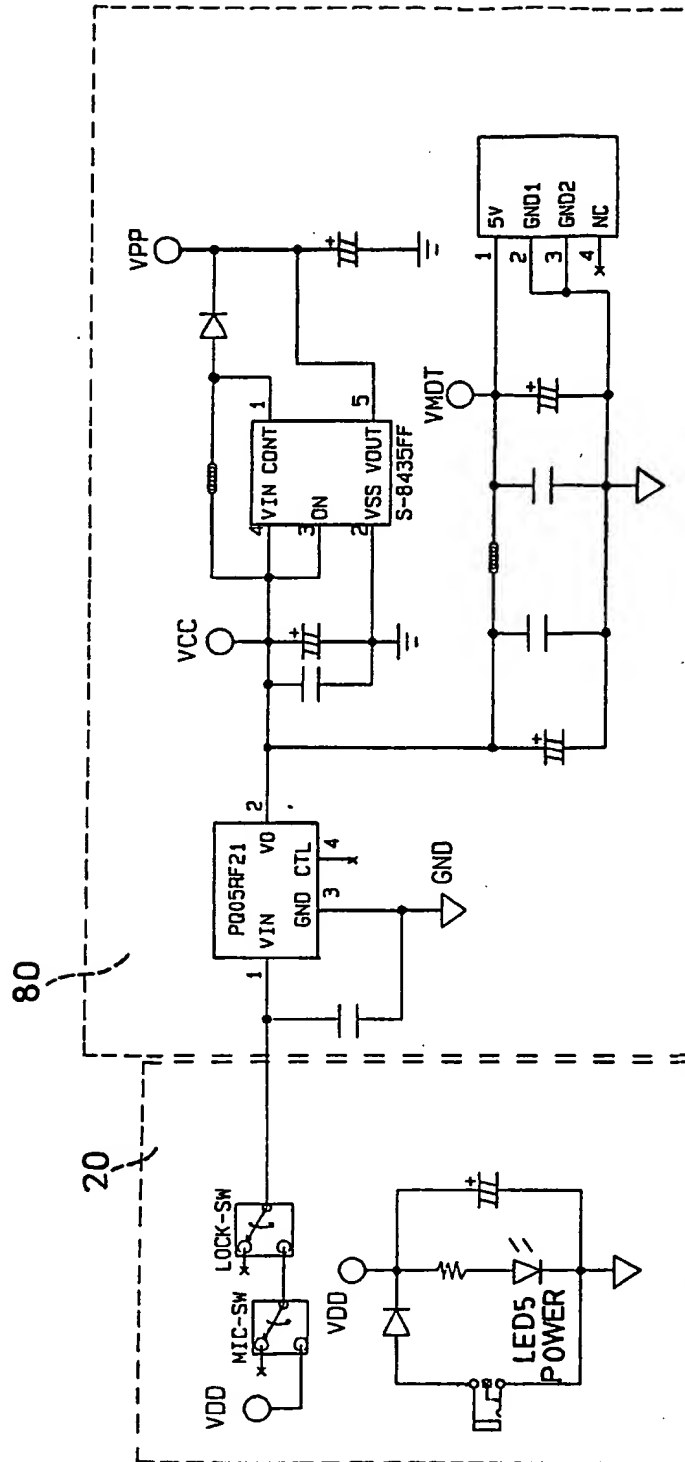 80
20
VPP
VCC
VMDT
1
4
VIN CONT
3
ON
2
VSS VOUT
5
S-8435FF
1
5V
2
GND1
3
GND2
4
NC
PQ05RF21
1
VIN
VO
2
GND CTL
3
4
GND
LOCK-SW
MIC-SW
VDD
VDD
LED5
POWER